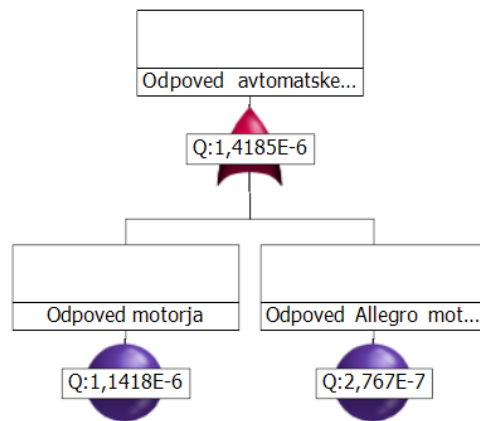 Odpoved avtomatske...
Q:1,4185E-6
Odpoved motorja
Odpoved Allegro mot...
Q:1,1418E-6
Q:2,767E-7